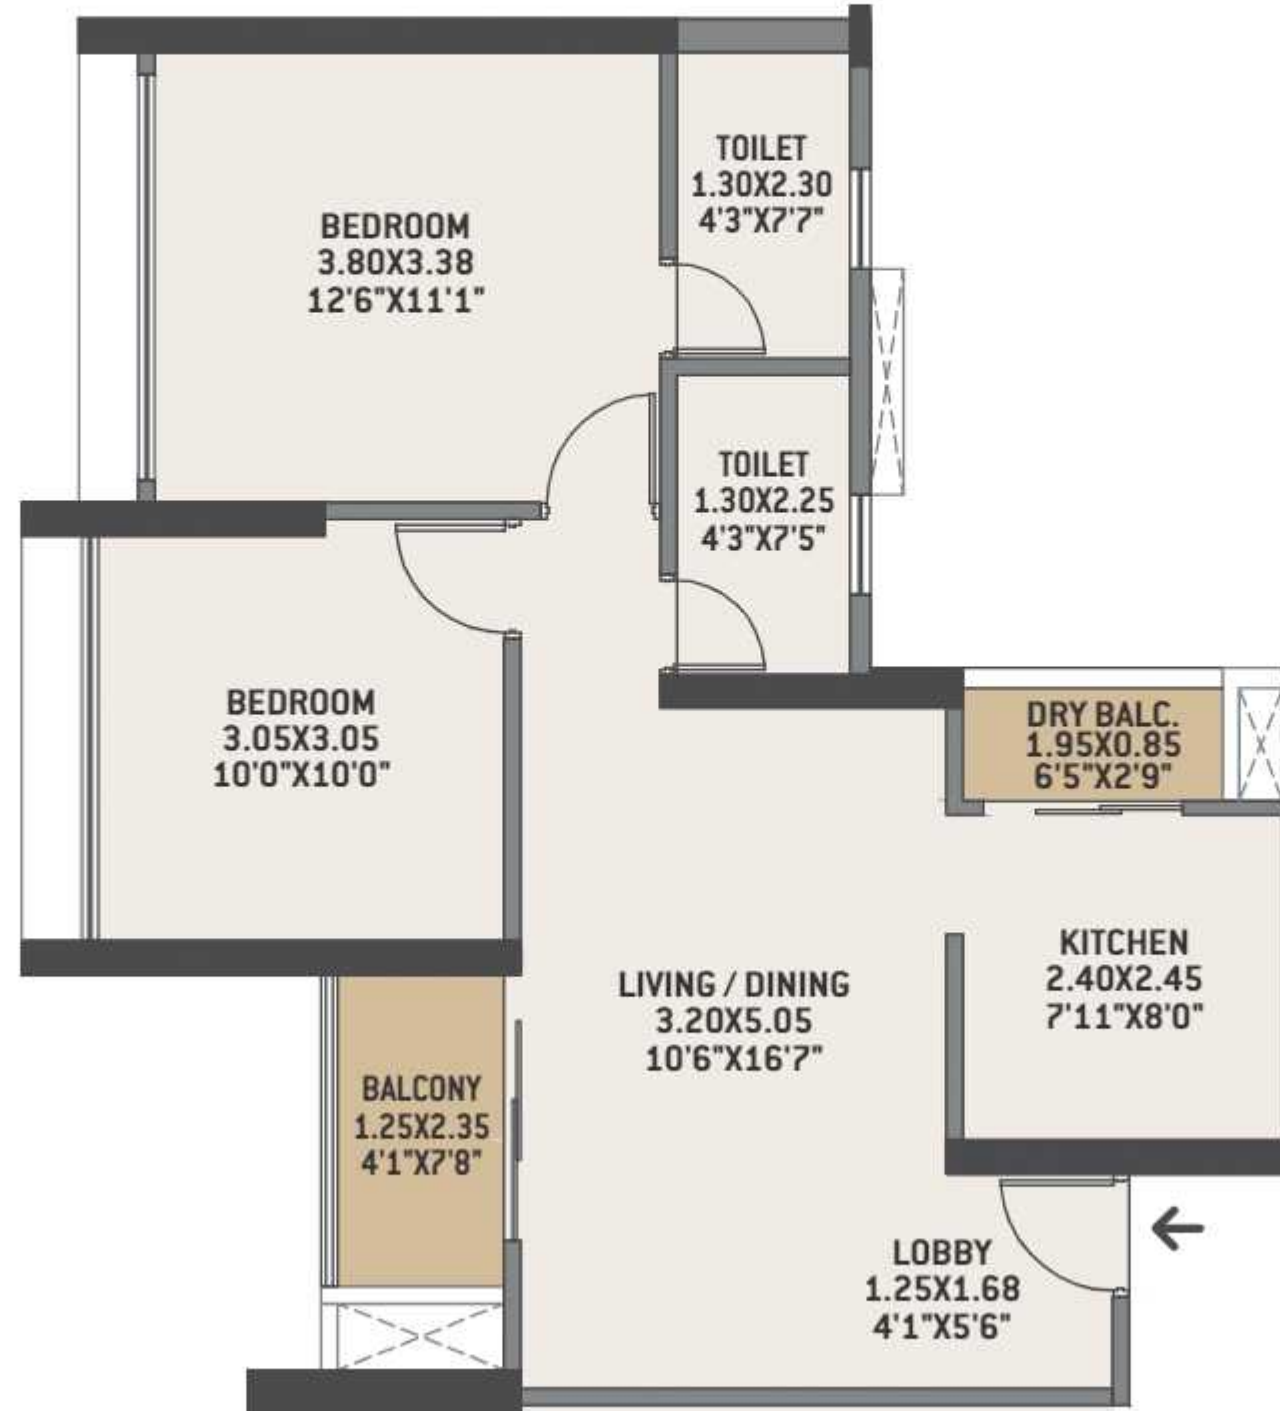 TOILET
1.30X2.30
4'3"X7'7"
BEDROOM
3.80X3.38
12'6"X11'1"
TOILET
1.30X2.25
4'3"X7'5"
BEDROOM
3.05X3.05
10'0"X10'0"
DRY BALC.
1.95X0.85
6'5"X2'9"
KITCHEN
2.40X2.45
7'11"X8'0"
LIVING / DINING
3.20X5.05
10'6"X16'7"
BALCONY
1.25X2.35
4'1"X7'8"
LOBBY
1.25X1.68
4'1"X5'6"